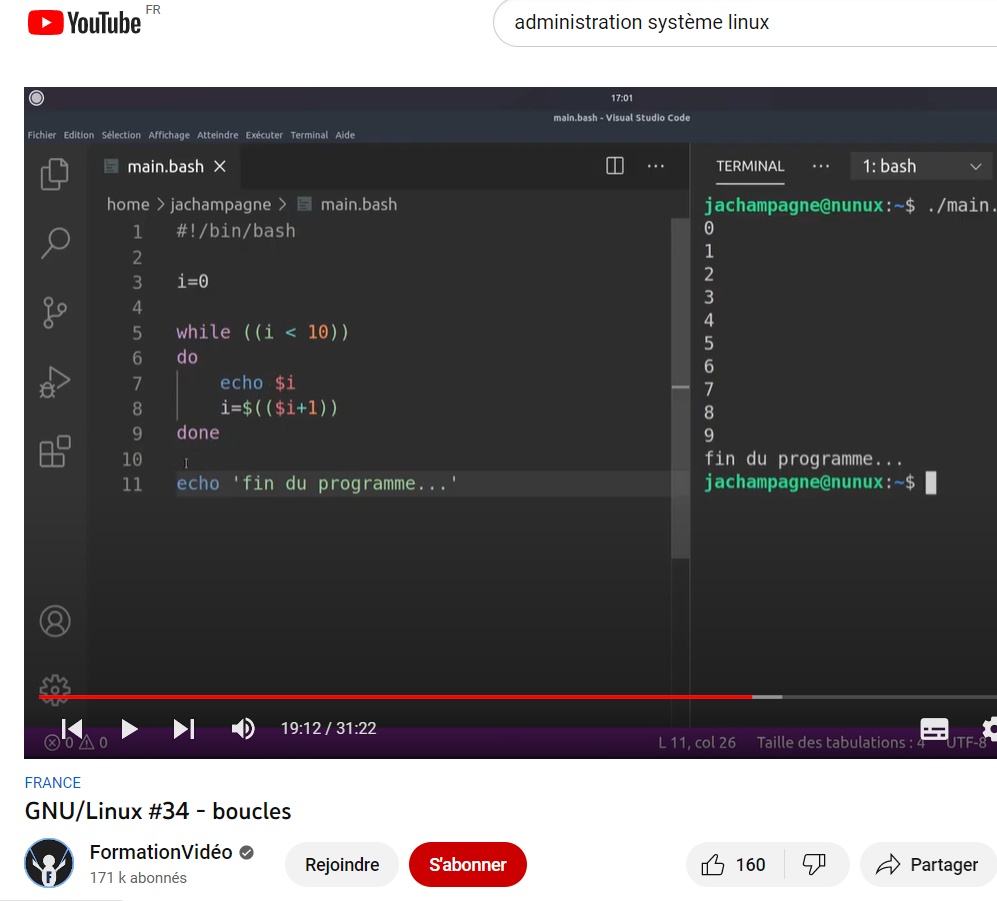 YouTube FR
administration système linux
17:01
main.bash - Visual Studio Code
Fichier Edition Sélection Affichage Atteindre Exécuter Terminal Aide
main.bash
TERMINAL
1: bash
home > jachampagne > main.bash
1 #!/bin/bash
2
3 i=0
4
5 while ((i < 10))
6 do
7 echo $i
8 i=$(($i+1))
9 done
10
11 echo 'fin du programme...'
jachampagne@nunux:~$ ./main.
0
1
2
3
4
5
6
7
8
9
fin du programme...
jachampagne@nunux:~$
19:12 / 31:22
0 0
L 11, col 26 Taille des tabulations : 4 UTF-8
FRANCE
GNU/Linux #34 - boucles
FormationVidéo
171 k abonnés
Rejoindre
S'abonner
160
Partager